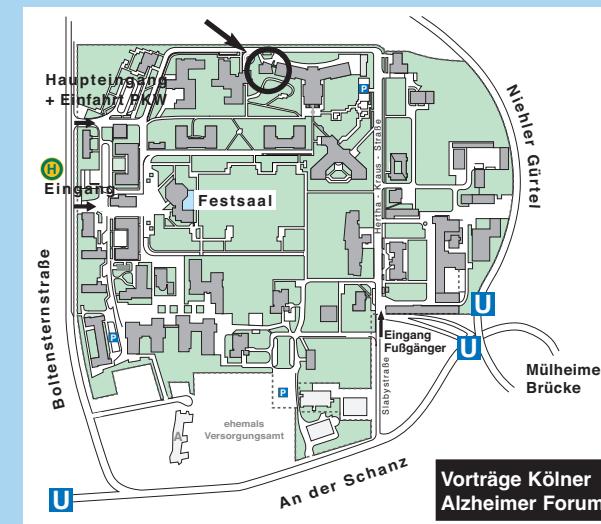 Haupteingang
+ Einfahrt PKW
P
Niehler Gürtel
Hertha - Kraus - Straße
H
Eingang
Festsaal
Boltensternstraße
U
P
Eingang
Fußgänger
U
Slabystraße
Mülheime
Brücke
P
A
ehemals
Versorgungsamt
An der Schanz
U
Vorträge Kölner
Alzheimer Forum